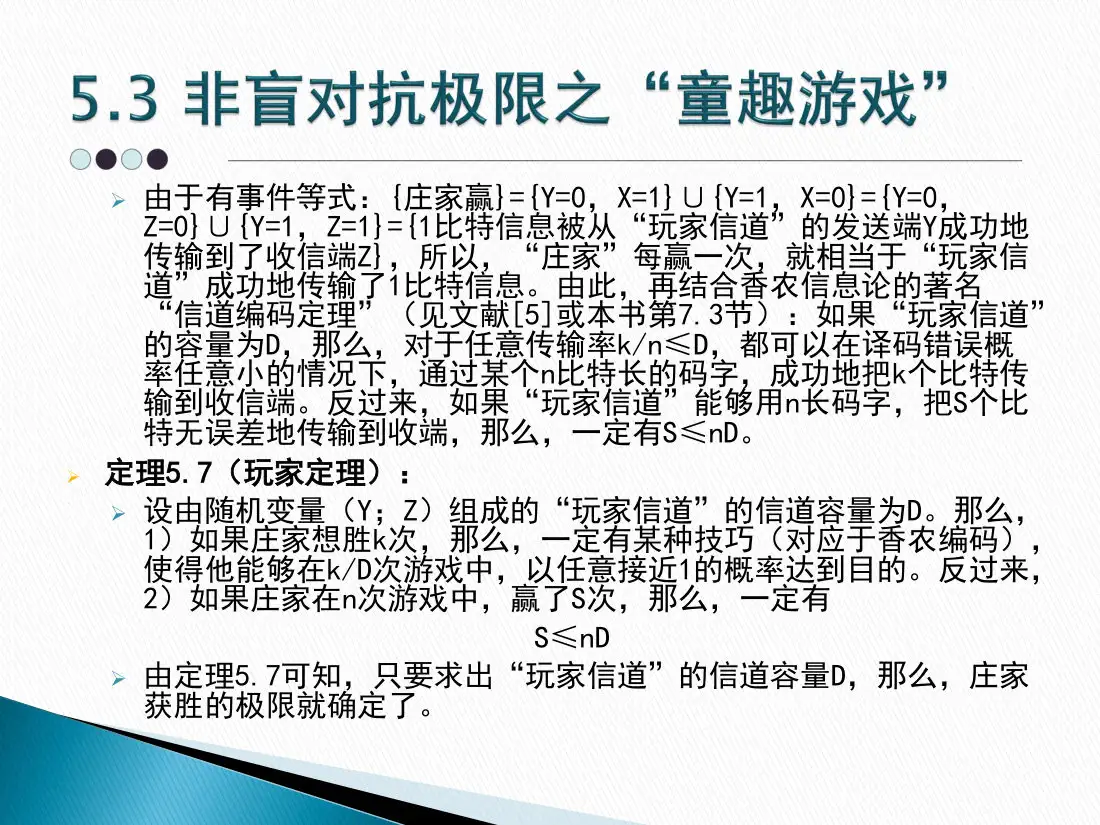 5.3 非盲对抗极限之“童趣游戏”
由于有事件等式：{庄家赢}={Y=0，X=1}∪{Y=1，X=0}={Y=0，
Z=0}∪{Y=1，Z=1}={1比特信息被从“玩家信道”的发送端Y成功地
传输到了收信端Z}，所以，“庄家”每赢一次，就相当于“玩家信
道”成功地传输了1比特信息。由此，再结合香农信息论的著名
“信道编码定理”（见文献[5]或本书第7.3节）：如果“玩家信道”
的容量为D，那么，对于任意传输率k/n≤D，都可以在译码错误概
率任意小的情况下，通过某个n比特长的码字，成功地把k个比特传
输到收信端。反过来，如果“玩家信道”能够用n长码字，把S个比
特无误差地传输到收端，那么，一定有S≤nD。
定理5.7（玩家定理）：
设由随机变量（Y；Z）组成的“玩家信道”的信道容量为D。那么，
1）如果庄家想胜k次，那么，一定有某种技巧（对应于香农编码），
使得他能够在k/D次游戏中，以任意接近1的概率达到目的。反过来，
2）如果庄家在n次游戏中，赢了S次，那么，一定有
S≤nD
由定理5.7可知，只要求出“玩家信道”的信道容量D，那么，庄家
获胜的极限就确定了。